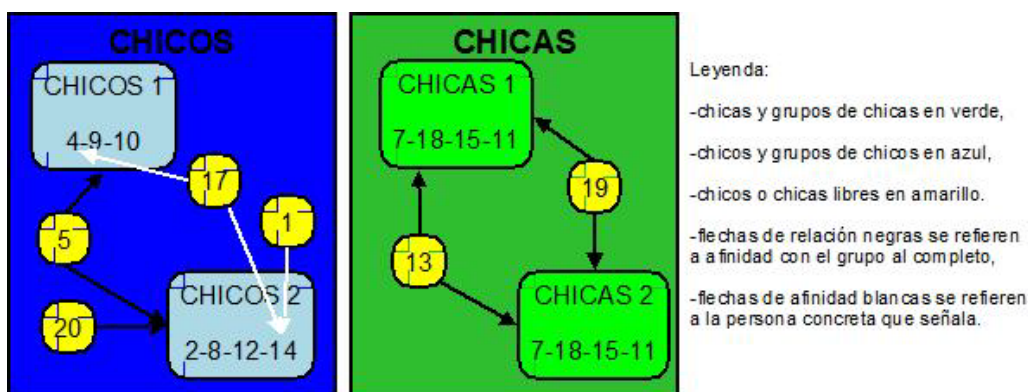 CHICOS
CHICOS 1
4-9-10
17
1
5
20
CHICOS 2
2-8-12-14
CHICAS
CHICAS 1
7-18-15-11
19
13
CHICAS 2
7-18-15-11
Leyenda:
-chicas y grupos de chicas en verde,
-chicos y grupos de chicos en azul,
-chicos o chicas libres en amarillo.
-flechas de relación negras se refieren
a afinidad con el grupo al completo,
-flechas de afinidad blancas se refieren
a la persona concreta que señala.